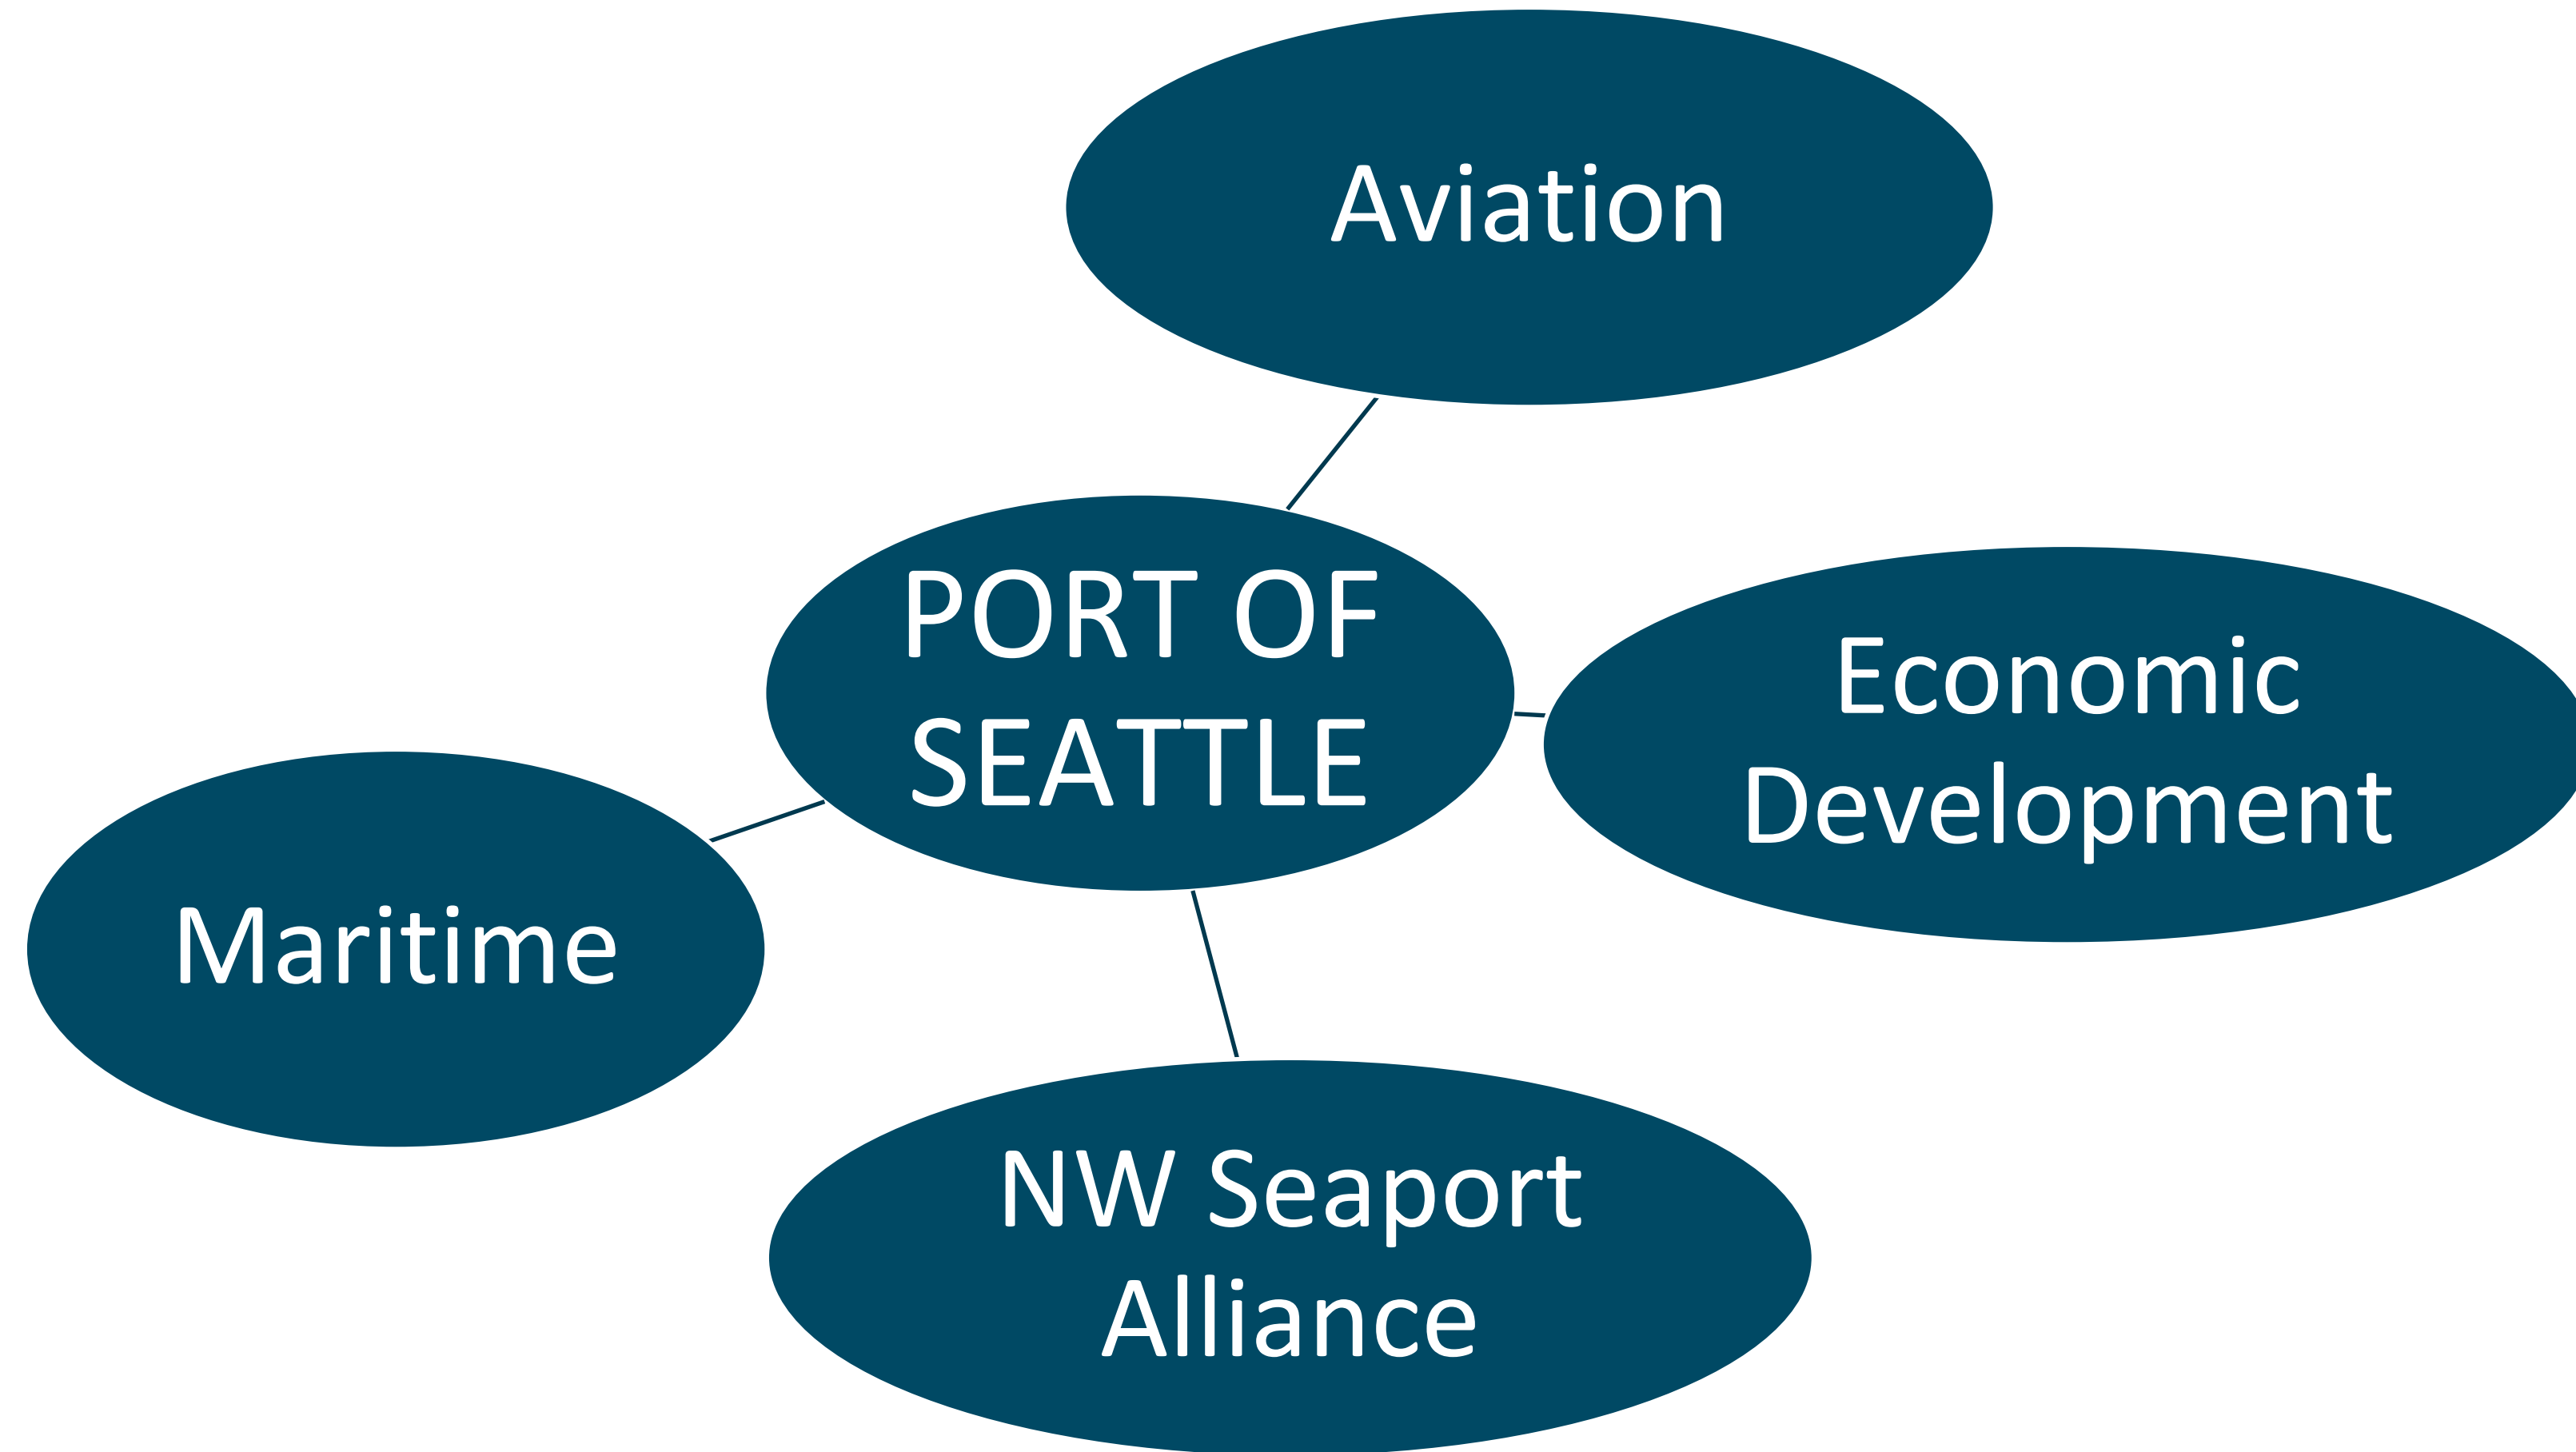 Aviation
PORT OF
SEATTLE
Economic
Development
Maritime
NW Seaport
Alliance